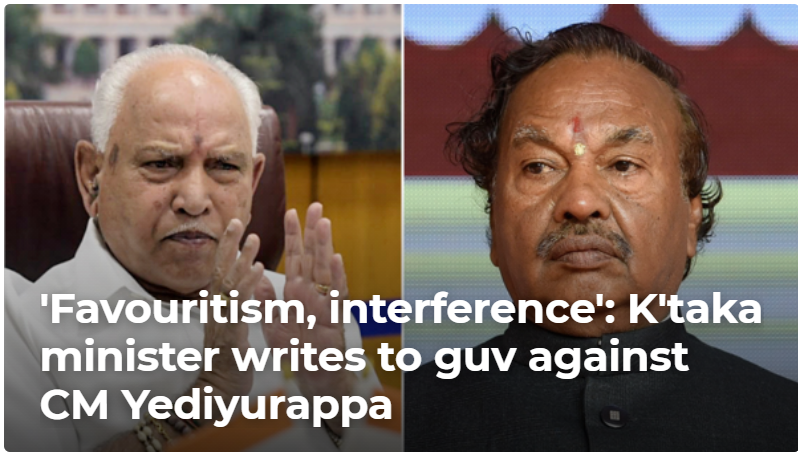 'Favouritism, interference': K'taka
minister writes to guv against
CM Yediyurappa